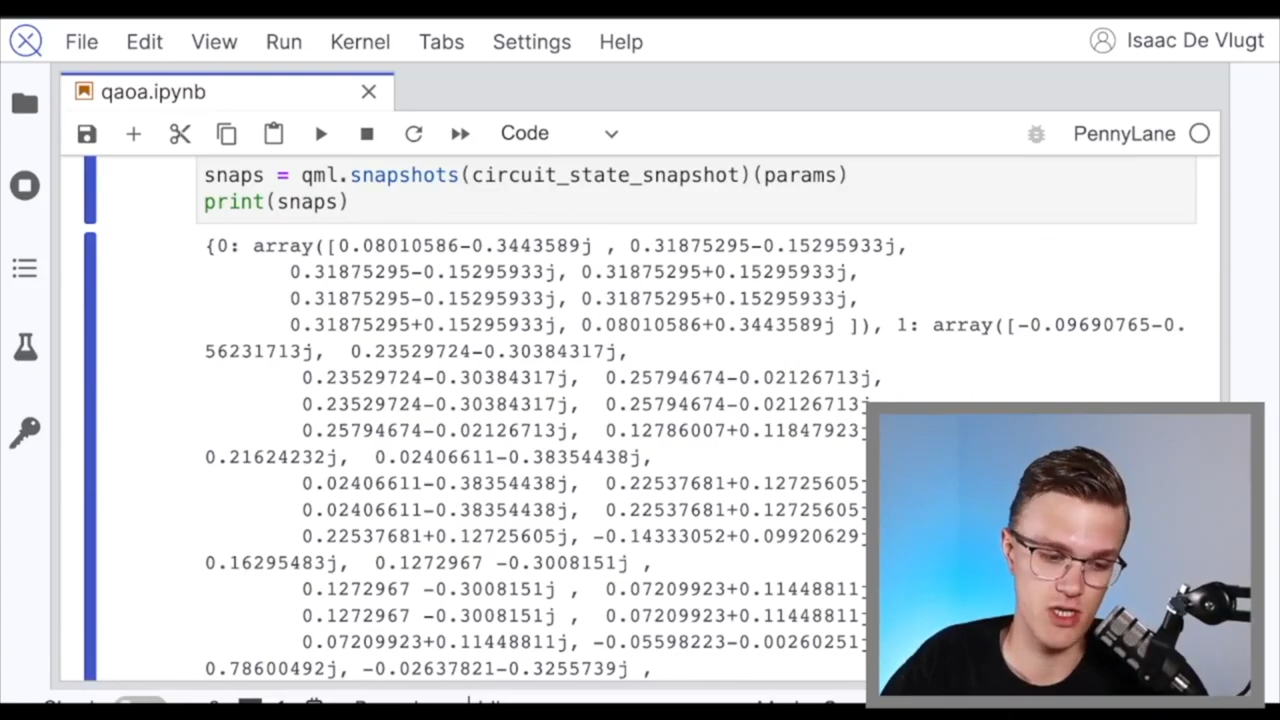 File Edit View Run Kernel Tabs Settings Help
Isaac De Vlugt
qaoa.ipynb
Code
PennyLane
snaps = qml.snapshots(circuit_state_snapshot)(params)
print(snaps)
{0: array([0.08010586-0.3443589j , 0.31875295-0.15295933j,
0.31875295-0.15295933j, 0.31875295+0.15295933j,
0.31875295-0.15295933j, 0.31875295+0.15295933j,
0.31875295+0.15295933j, 0.08010586+0.3443589j ]), 1: array([-0.09690765-0.
56231713j,  0.23529724-0.30384317j,
0.23529724-0.30384317j,  0.25794674-0.02126713j,
0.23529724-0.30384317j,  0.25794674-0.02126713j
0.25794674-0.02126713j,  0.12786007+0.11847923j
0.21624232j,  0.02406611-0.38354438j,
0.02406611-0.38354438j,  0.22537681+0.12725605j
0.02406611-0.38354438j,  0.22537681+0.12725605j
0.22537681+0.12725605j, -0.14333052+0.09920629j
0.16295483j,  0.1272967 -0.3008151j ,
0.1272967 -0.3008151j ,  0.07209923+0.11448811j
0.1272967 -0.3008151j ,  0.07209923+0.11448811j
0.07209923+0.11448811j, -0.05598223-0.00260251j
0.78600492j, -0.02637821-0.3255739j ,